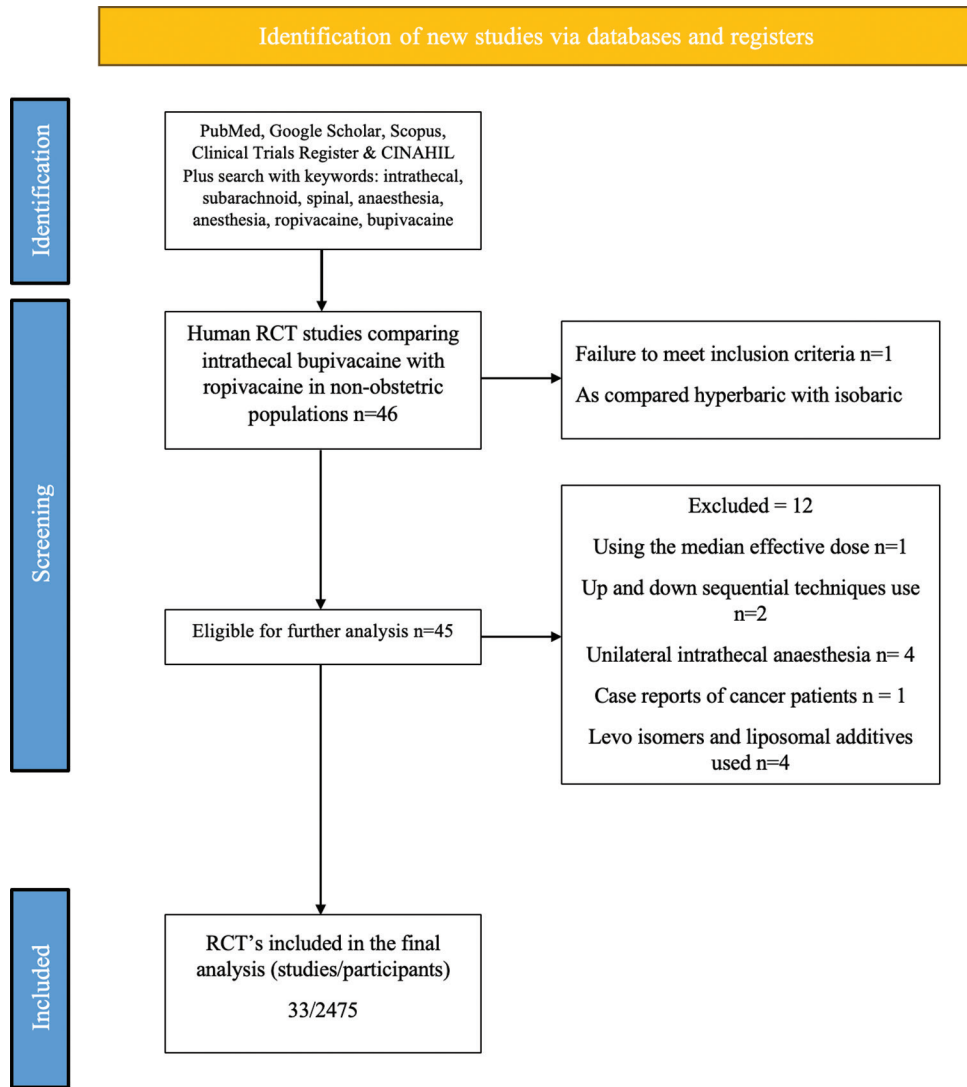 Identification of new studies via databases and registers
Identification
PubMed, Google Scholar, Scopus,
Clinical Trials Register & CINAHIL
Plus search with keywords: intrathecal,
subarachnoid, spinal, anaesthesia,
anesthesia, ropivacaine, bupivacaine
Screening
Human RCT studies comparing
intrathecal bupivacaine with
ropivacaine in non-obstetric
populations n=46
Failure to meet inclusion criteria n=1
As compared hyperbaric with isobaric
Eligible for further analysis n=45
Excluded = 12
Using the median effective dose n=1
Up and down sequential techniques use
n=2
Unilateral intrathecal anaesthesia n= 4
Case reports of cancer patients n = 1
Levo isomers and liposomal additives
used n=4
Included
RCT’s included in the final
analysis (studies/participants)
33/2475